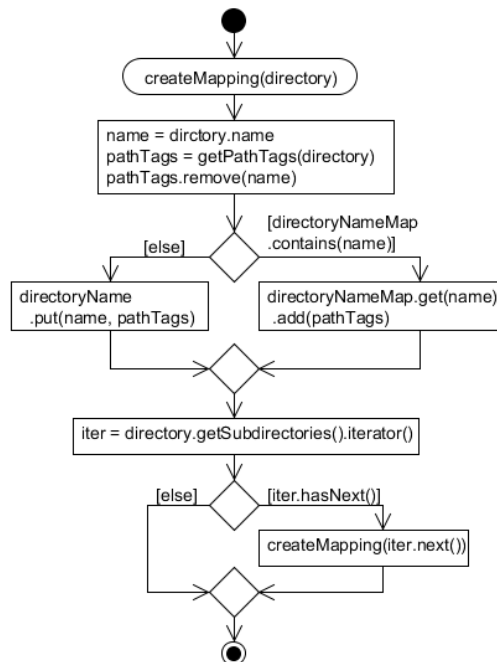 createMapping(directory)
name = dirctory.name
pathTags = getPathTags(directory)
pathTags.remove(name)
[directoryNameMap
.contains(name)]
[else]
directoryName
.put(name, pathTags)
directoryNameMap.get(name)
.add(pathTags)
iter = directory.getSubdirectories().iterator()
[else]
[iter.hasNext()]
createMapping(iter.next())